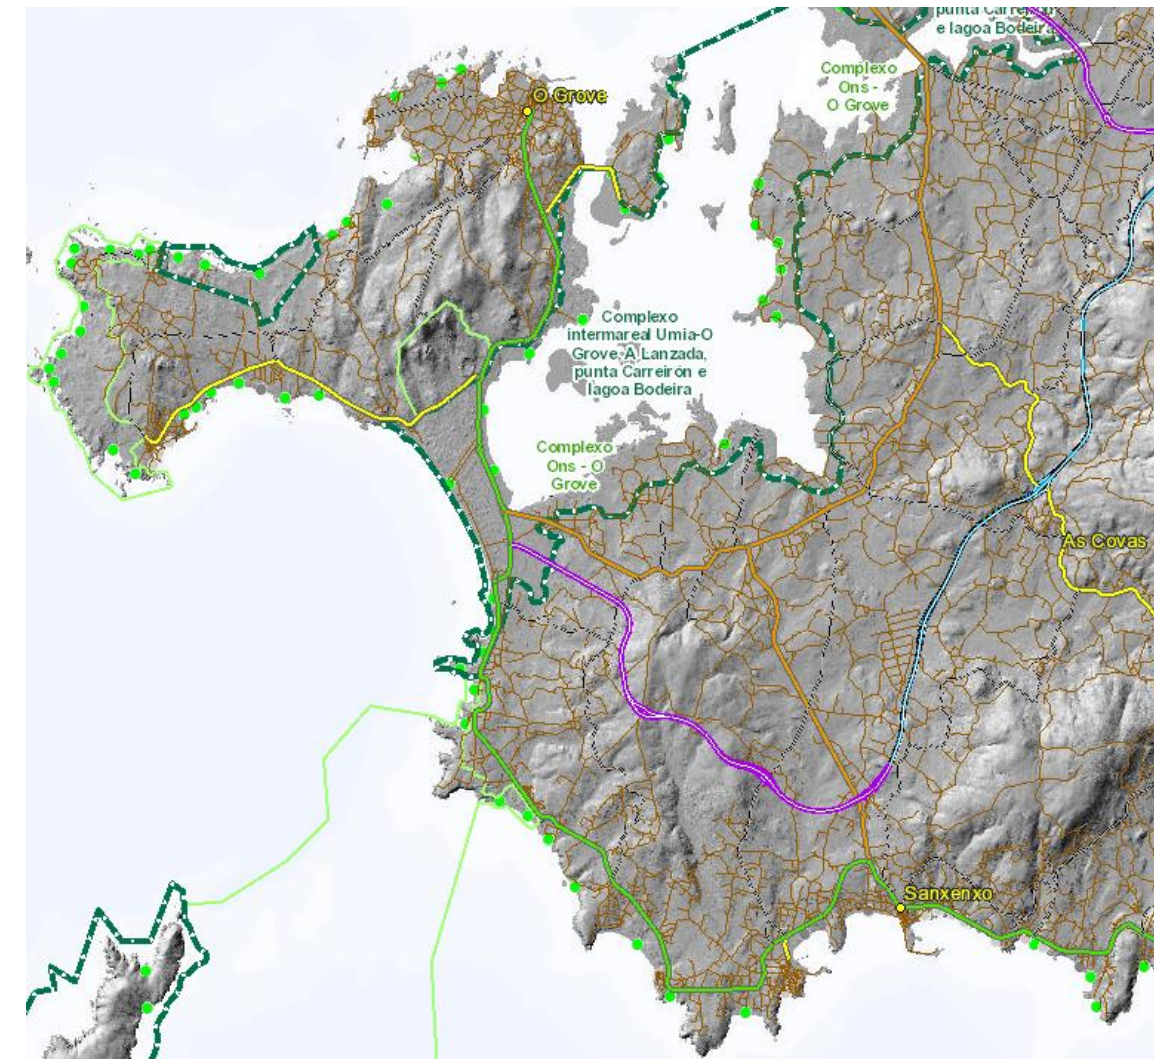 punta Carreirón
e lagoa Bodeira
Complexo
Ons -
O Grove
O Grove
Complexo
intermareal Umia-O
Grove, A Lanzada,
punta Carreirón e
lagoa Bodeira
Complexo
Ons - O
Grove
As Covas
Sanxenxo